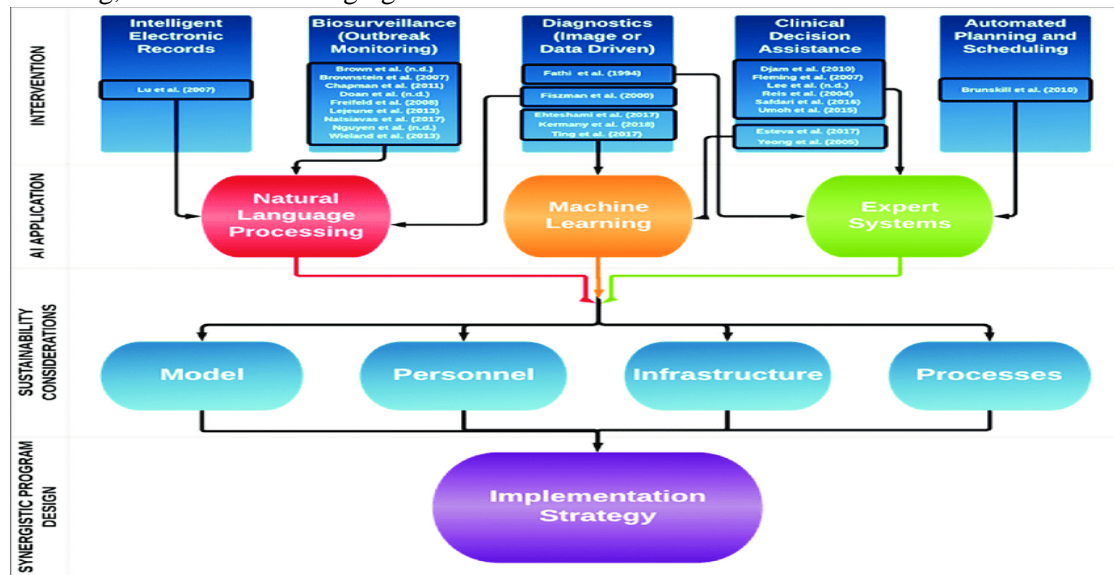 INTERVENTION
Intelligent
Electronic
Records
Lu et al. (2007)
Biosurveillance
(Outbreak
Monitoring)
Brown et al. (n.d.)
Brownstein et al. (2007)
Chapman et al. (2011)
Doan et al. (n.d.)
Freifeld et al. (2008)
Lejeune et al. (2013)
Natsiavas et al. (2017)
Nguyen et al. (n.d.)
Wieland et al. (2013)
Diagnostics
(Image or
Data Driven)
Fathi et al. (1994)
Fiszman et al. (2000)
Ehteshami et al. (2017)
Kermany et al. (2018)
Ting et al. (2017)
Clinical
Decision
Assistance
Djam et al. (2010)
Fleming et al. (2007)
Lee et al. (n.d.)
Reis et al. (2004)
Safdari et al. (2016)
Umoh et al. (2015)
Esteva et al. (2017)
Yeong et al. (2005)
Automated
Planning and
Scheduling
Brunskill et al. (2010)
AI APPLICATION
Natural
Language
Processing
Machine
Learning
Expert
Systems
SUSTAINABILITY
CONSIDERATIONS
Model
Personnel
Infrastructure
Processes
SYNERGISTIC PROGRAM
DESIGN
Implementation
Strategy